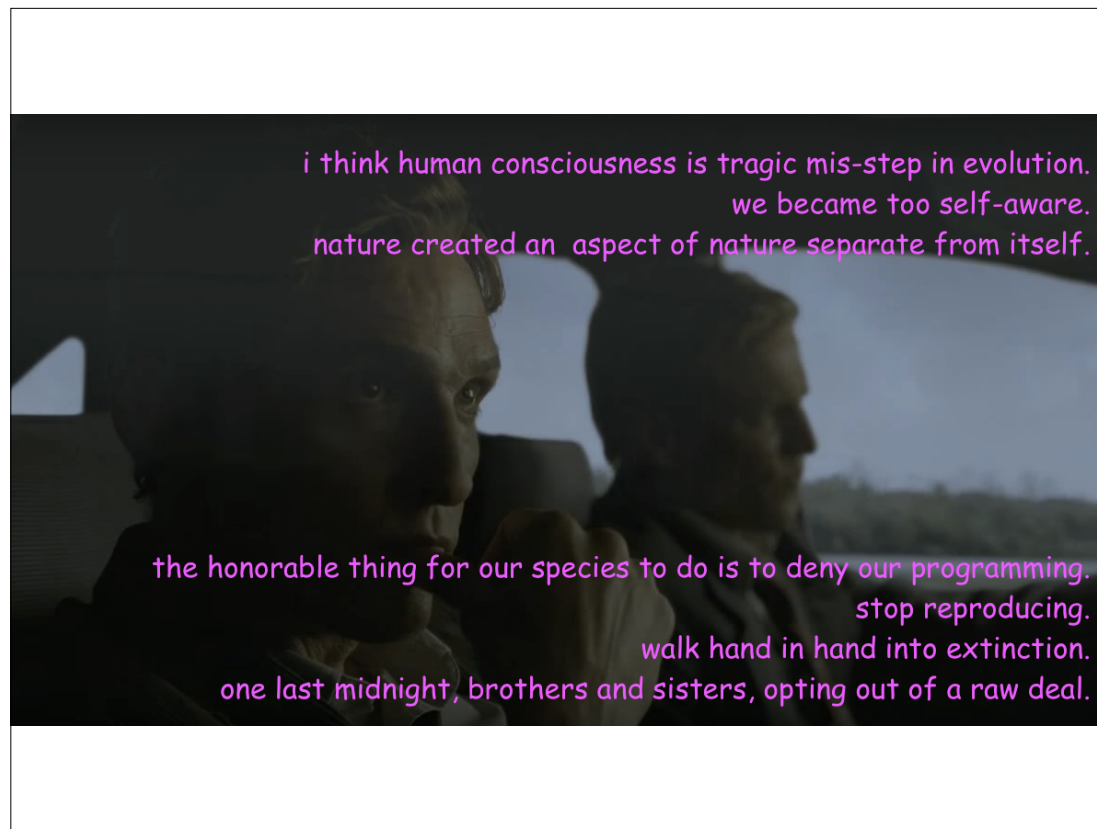 i think human consciousness is tragic mis-step in evolution.
we became too self-aware.
nature created an  aspect of nature separate from itself.
the honorable thing for our species to do is to deny our programming.
stop reproducing.
walk hand in hand into extinction.
one last midnight, brothers and sisters, opting out of a raw deal.